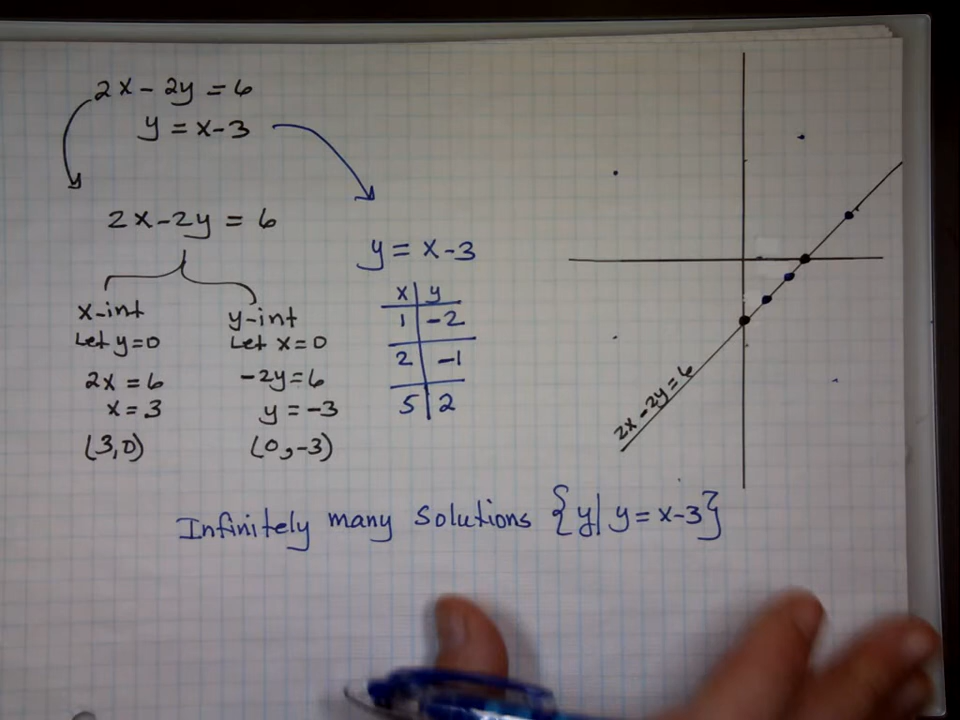 2x - 2y = 6
y = x - 3
2x - 2y = 6
x-int
Let y = 0
2x = 6
x = 3
(3, 0)
y-int
Let x = 0
-2y = 6
y = -3
(0, -3)
y = x - 3
x | y
1 | -2
2 | -1
5 | 2
2x - 2y = 6
Infinitely many solutions {y | y = x - 3}